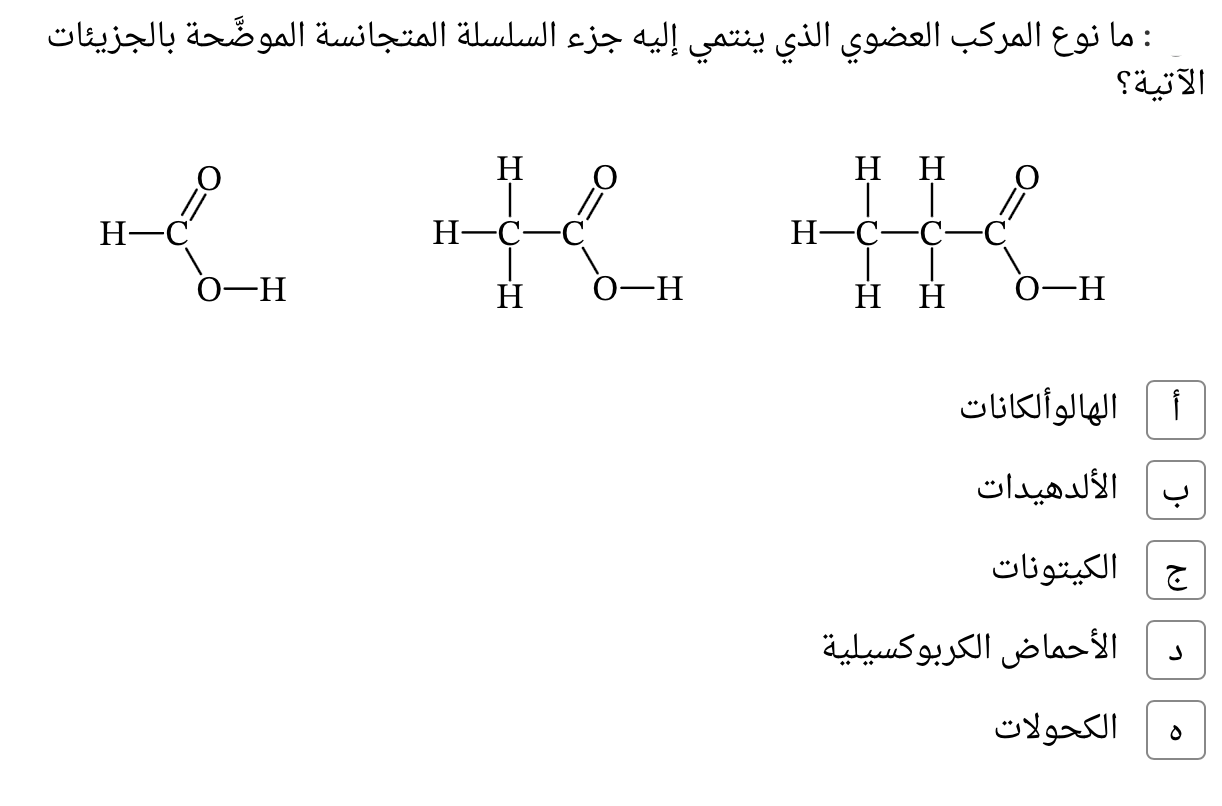 : ما نوع المركب العضوي الذي ينتمي إليه جزء السلسلة المتجانسة الموضَّحة بالجزيئات
الآتية؟
H H H
O O O
H—C H—C—C H—C—C—C
O—H H O—H H H O—H
أ الهالوألكانات
ب الألدهيدات
ج الكيتونات
د الأحماض الكربوكسيلية
ه الكحولات